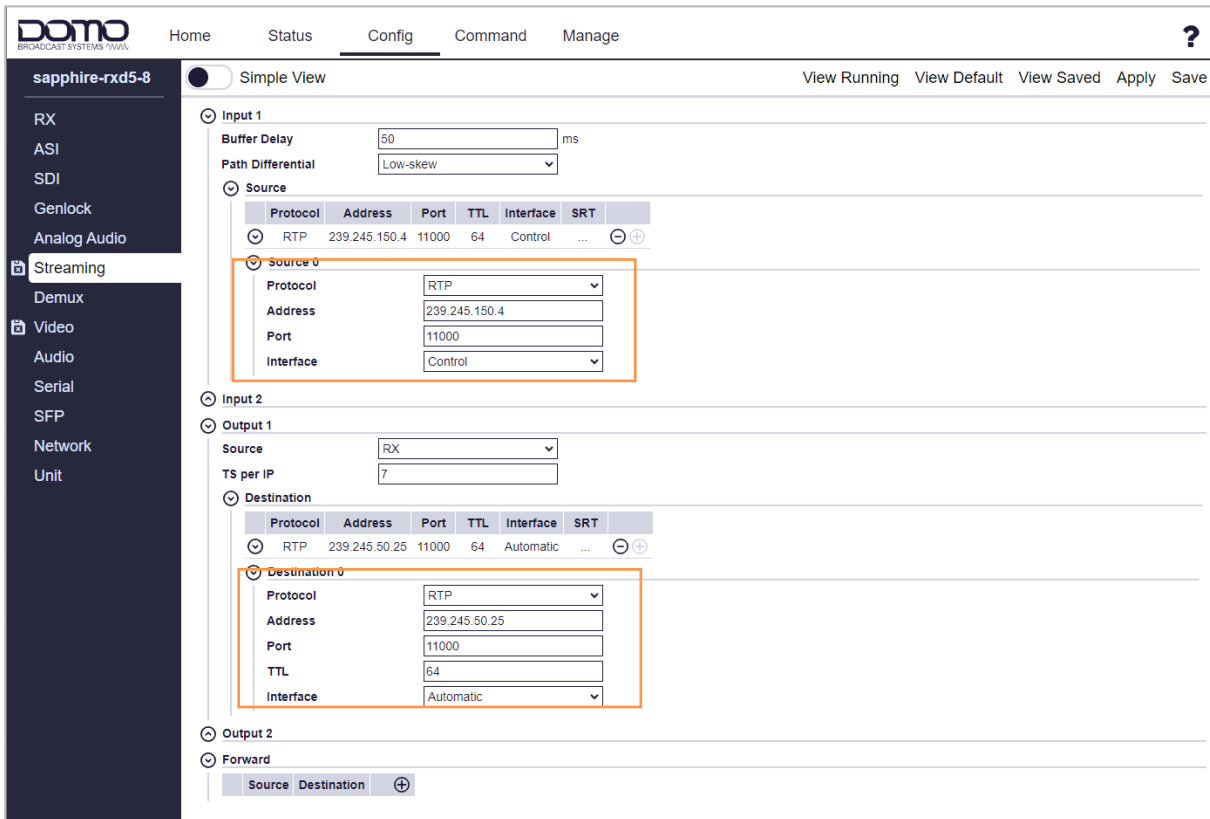 DOMO
BROADCAST SYSTEMS
Home Status Config Command Manage ?
sapphire-rxd5-8
Simple View
View Running View Default View Saved Apply Save
RX
ASI
SDI
Genlock
Analog Audio
Streaming
Demux
Video
Audio
Serial
SFP
Network
Unit
Input 1
Buffer Delay 50 ms
Path Differential Low-skew
Source
Protocol Address Port TTL Interface SRT
RTP 239.245.150.4 11000 64 Control ...
Source 0
Protocol RTP
Address 239.245.150.4
Port 11000
Interface Control
Input 2
Output 1
Source RX
TS per IP 7
Destination
Protocol Address Port TTL Interface SRT
RTP 239.245.50.25 11000 64 Automatic ...
Destination 0
Protocol RTP
Address 239.245.50.25
Port 11000
TTL 64
Interface Automatic
Output 2
Forward
Source Destination